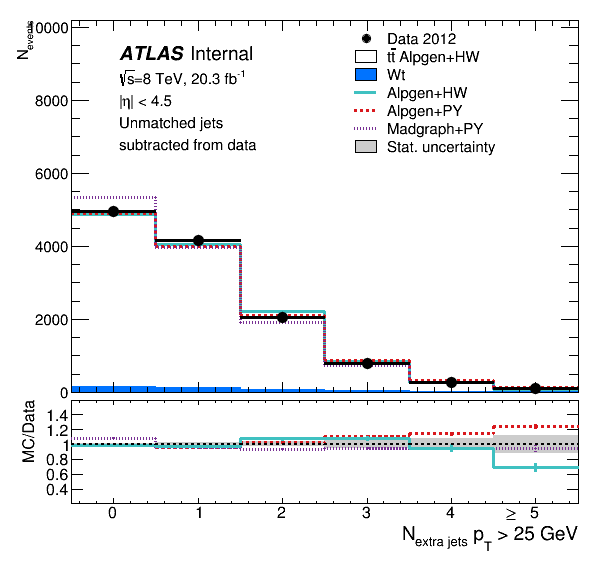 N_events
10000
8000
6000
4000
2000
0
ATLAS Internal
√s=8 TeV, 20.3 fb⁻¹
|η| < 4.5
Unmatched jets
subtracted from data
Data 2012
tt̄ Alpgen+HW
Wt
Alpgen+HW
Alpgen+PY
Madgraph+PY
Stat. uncertainty
MC/Data
1.4
1.2
1
0.8
0.6
0.4
0 1 2 3 4 ≥ 5
N_extra jets p_T > 25 GeV